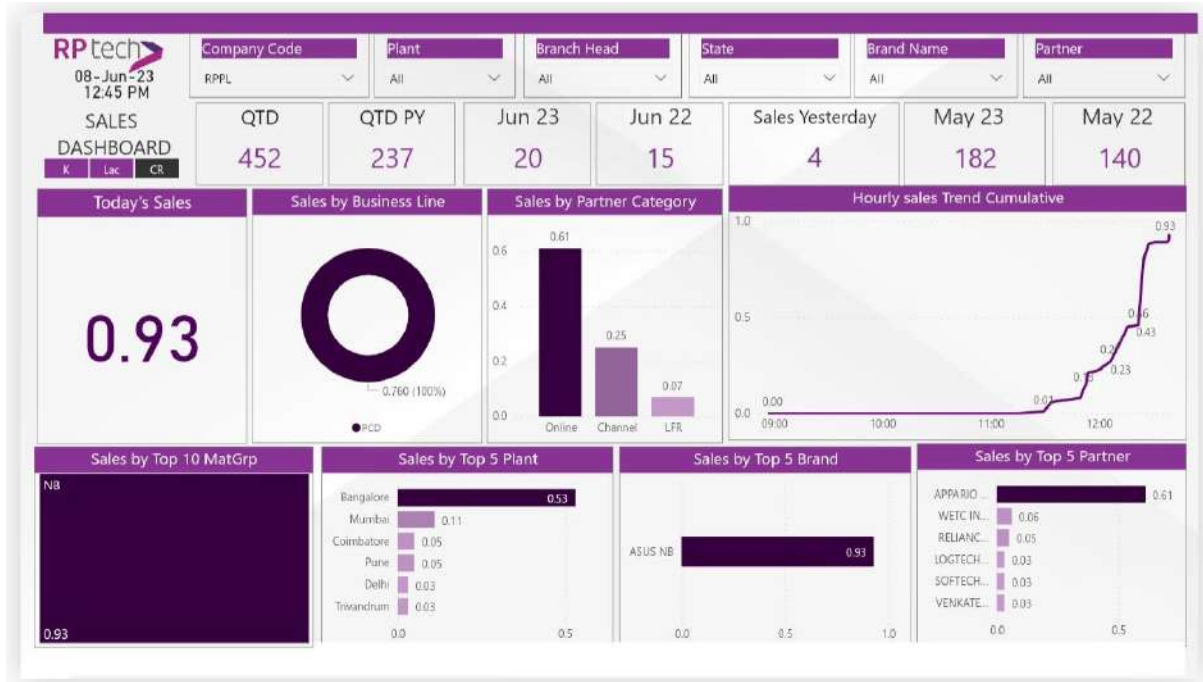 RP tech
08-Jun-23
12:45 PM
SALES
DASHBOARD
K Lac CR
Company Code Plant Branch Head State Brand Name Partner
RPPL All All All All All
QTD QTD PY Jun 23 Jun 22 Sales Yesterday May 23 May 22
452 237 20 15 4 182 140
Today's Sales
0.93
Sales by Business Line
0.760 (100%)
PCD
Sales by Partner Category
0.61
0.6
0.4
0.25
0.2
0.07
0.0
Online Channel LFR
Hourly sales Trend Cumulative
1.0
0.93
0.5
0.43
0.23
0.00
0.0
09:00 10:00 11:00 12:00
Sales by Top 10 MatGrp
NB
0.93
Sales by Top 5 Plant
Bangalore 0.53
Mumbai 0.11
Coimbatore 0.05
Pune 0.05
Delhi 0.03
Trivandrum 0.03
0.0 0.5
Sales by Top 5 Brand
ASUS NB 0.93
0.0 0.5 1.0
Sales by Top 5 Partner
APPARIO ... 0.61
WETC IN... 0.06
RELIANC... 0.05
LOGTECH... 0.03
SOFTECH... 0.03
VENKATE... 0.03
0.0 0.5